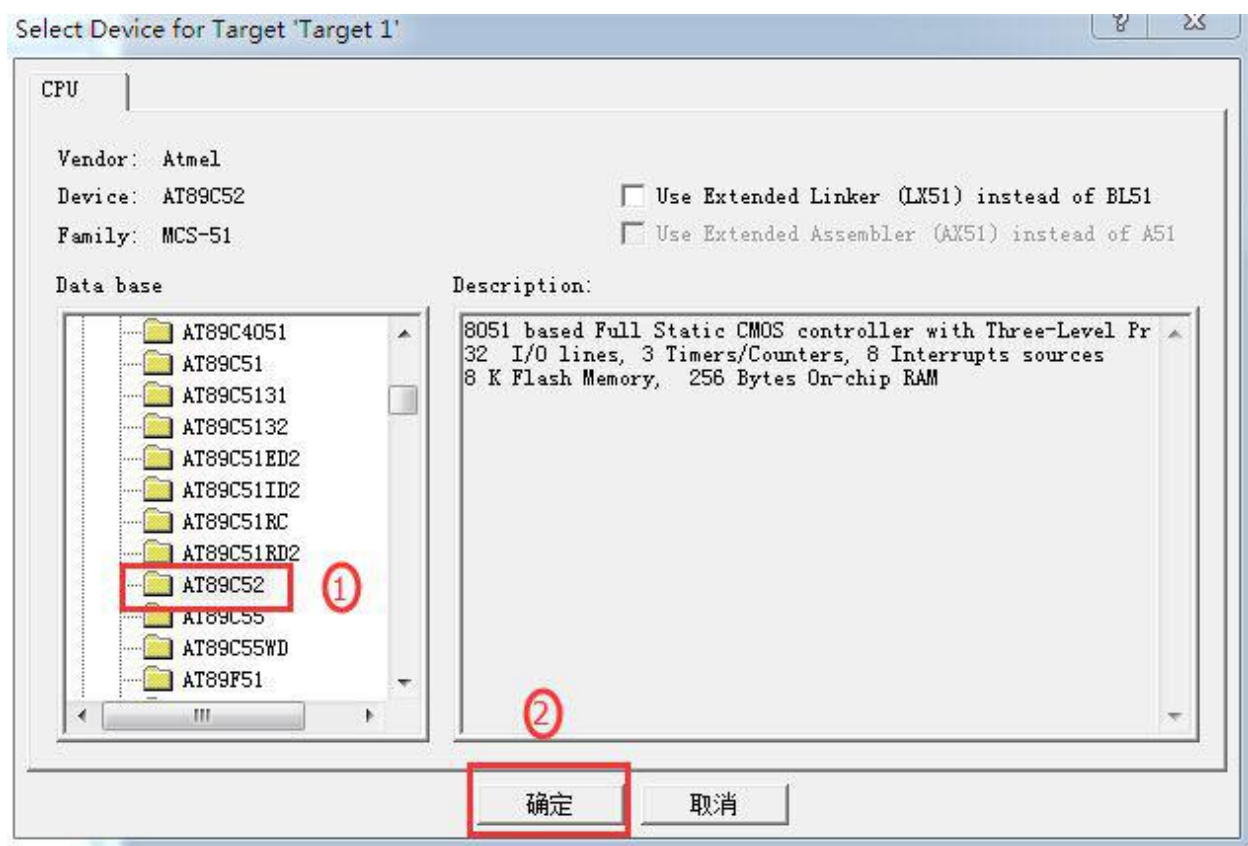 Select Device for Target 'Target 1'
CPU
Vendor: Atmel
Device: AT89C52
Use Extended Linker (LX51) instead of BL51
Family: MCS-51
Use Extended Assembler (AX51) instead of A51
Data base
Description:
AT89C4051
AT89C51
AT89C5131
AT89C5132
AT89C51ED2
AT89C51ID2
AT89C51RC
AT89C51RD2
AT89C52
①
AT89C55
AT89C55WD
AT89F51
8051 based Full Static CMOS controller with Three-Level Pr
32 I/O lines, 3 Timers/Counters, 8 Interrupts sources
8 K Flash Memory, 256 Bytes On-chip RAM
②
确定
取消